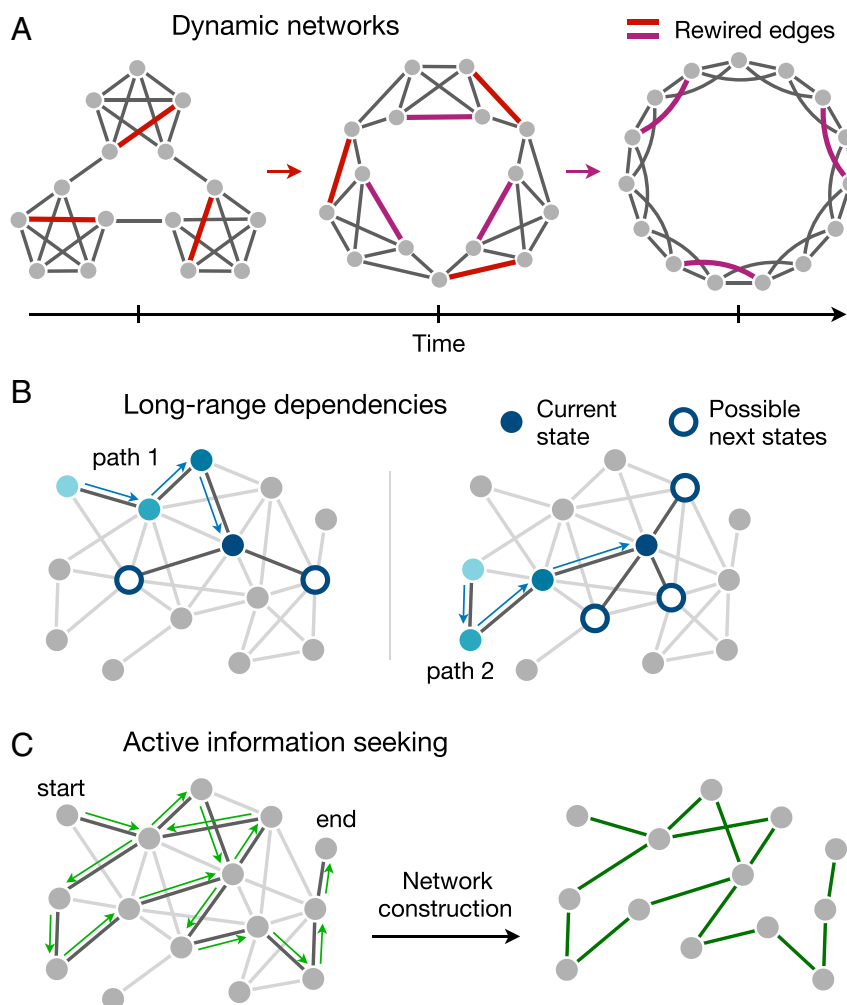 A
Dynamic networks
Rewired edges
Time
B
Long-range dependencies
Current
state
Possible
next states
path 1
path 2
C
Active information seeking
start
end
Network
construction